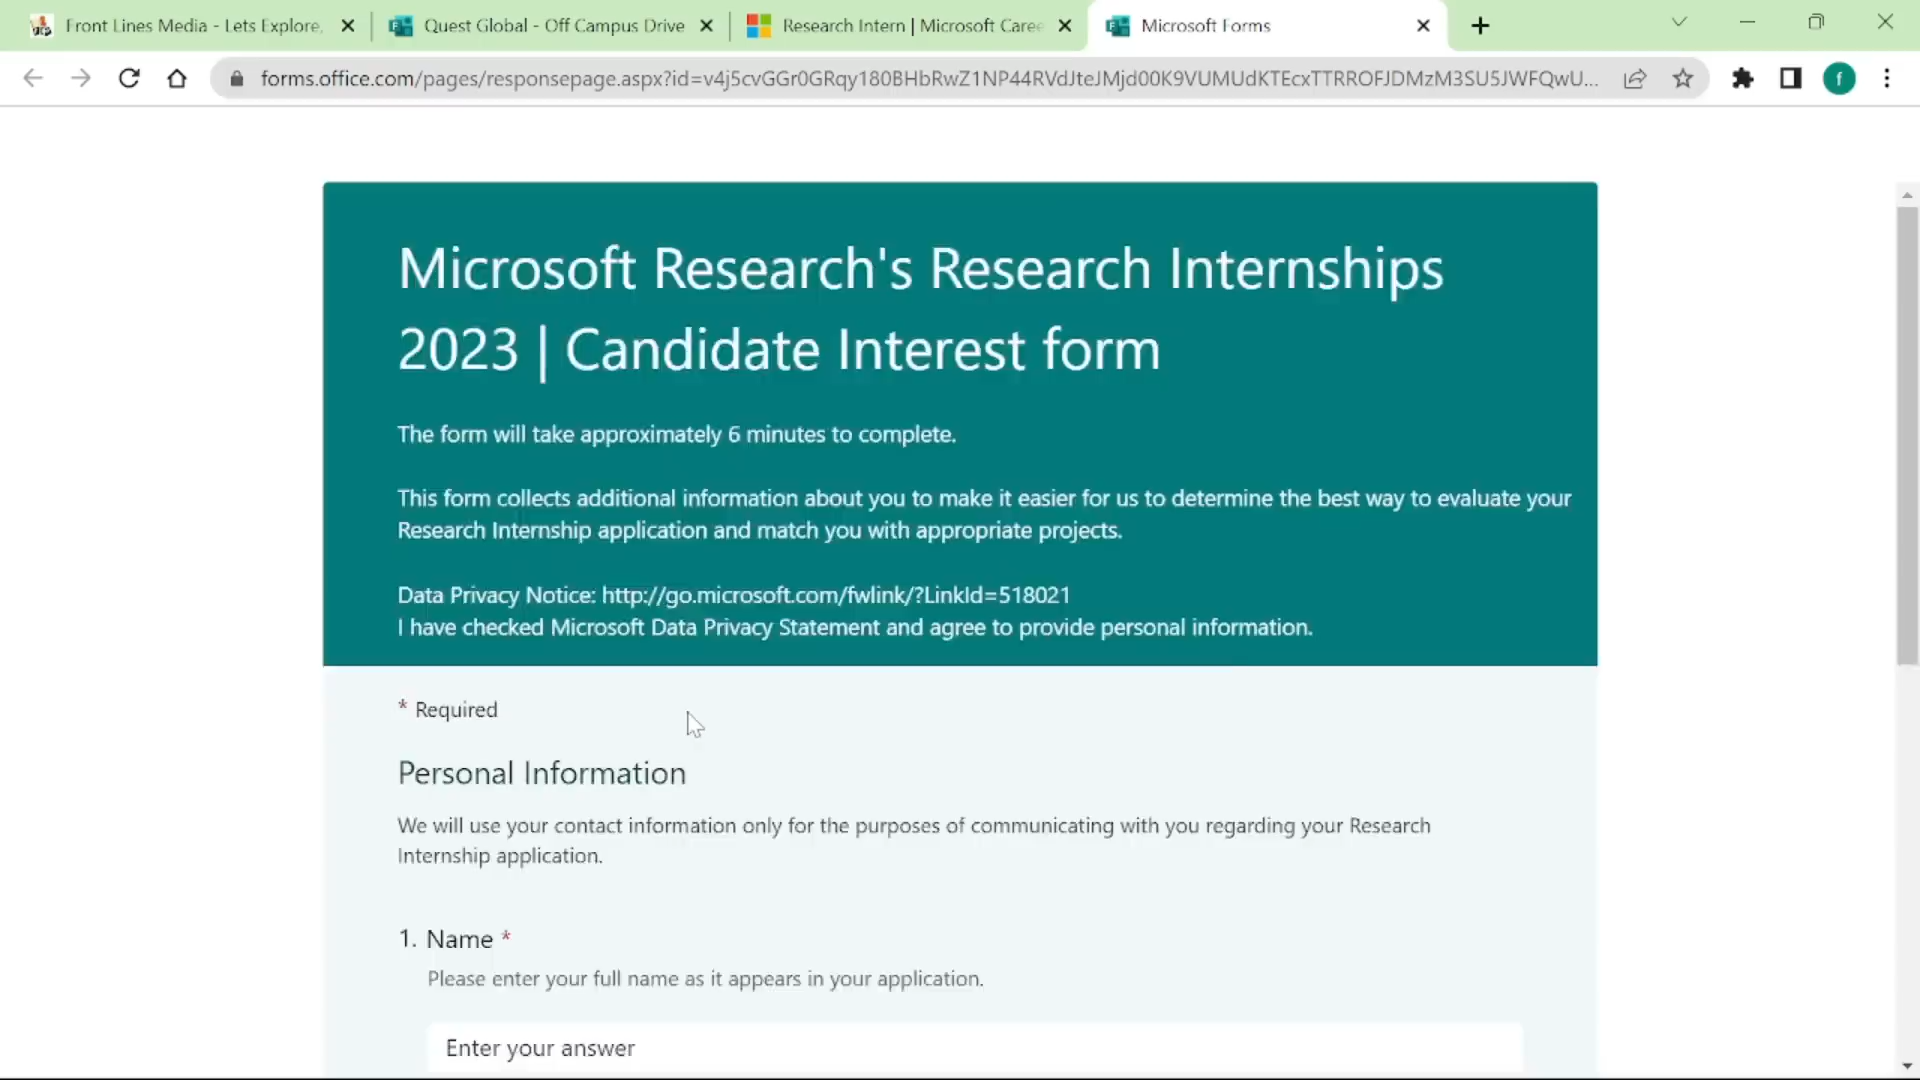 Front Lines Media - Lets Explore,
Quest Global - Off Campus Drive
Research Intern | Microsoft Caree
Microsoft Forms
forms.office.com/pages/responsepage.aspx?id=v4j5cvGGr0GRqy180BHbRwZ1NP44RVdJteJMjd00K9VUMUdKTEcxTTRROFJDMzM3SU5JWFQwU...
f
Microsoft Research's Research Internships
2023 | Candidate Interest form
The form will take approximately 6 minutes to complete.
This form collects additional information about you to make it easier for us to determine the best way to evaluate your
Research Internship application and match you with appropriate projects.
Data Privacy Notice: http://go.microsoft.com/fwlink/?LinkId=518021
I have checked Microsoft Data Privacy Statement and agree to provide personal information.
* Required
Personal Information
We will use your contact information only for the purposes of communicating with you regarding your Research
Internship application.
1. Name *
Please enter your full name as it appears in your application.
Enter your answer